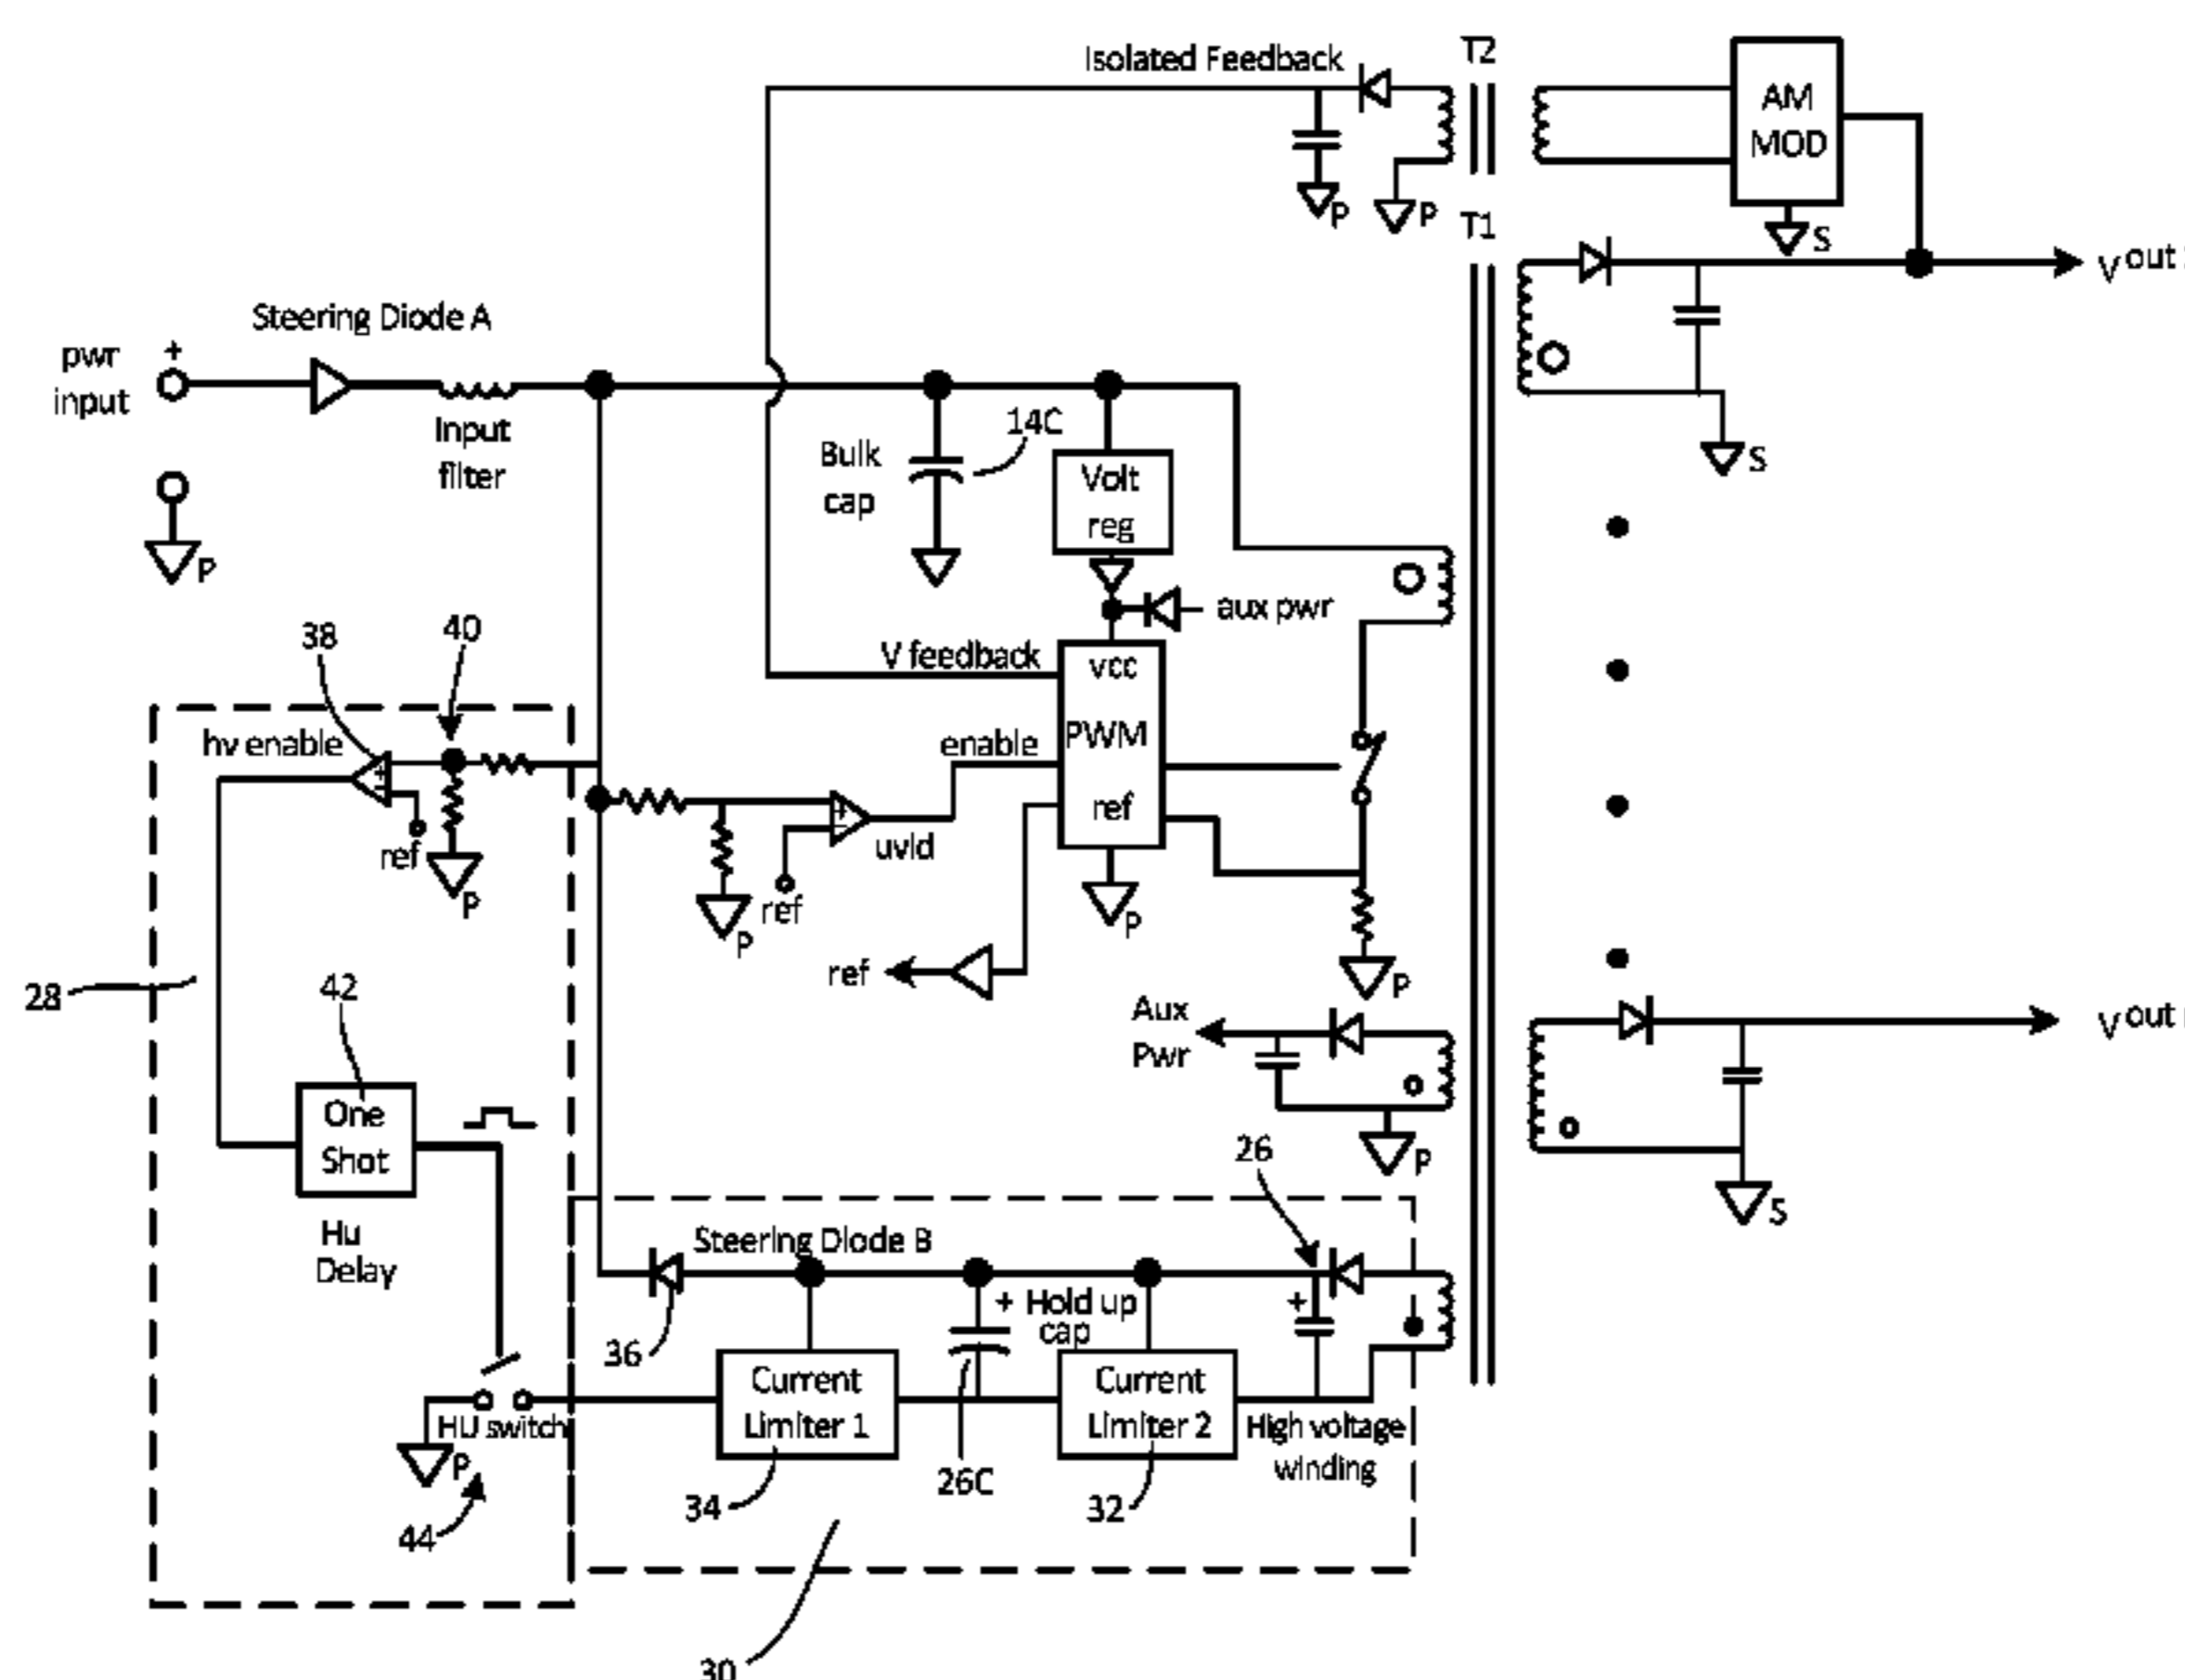 Isolated Feedback
T2
AM
MOD
P
P
T1
S
V out
Steering Diode A
pwr
input
+
Input
filter
Bulk
cap
14C
Volt
reg
S
P
aux pwr
38
40
V feedback
vcc
hv enable
enable
PWM
+
-
+
-
ref
uvld
ref
P
ref
P
P
28
ref
P
42
Aux
Pwr
V out
One
Shot
P
26
S
Hu
Delay
Steering Diode B
+
Hold up
cap
+
36
Current
Limiter 1
Current
Limiter 2
HU switch
High voltage
winding
P
26C
34
32
44
30